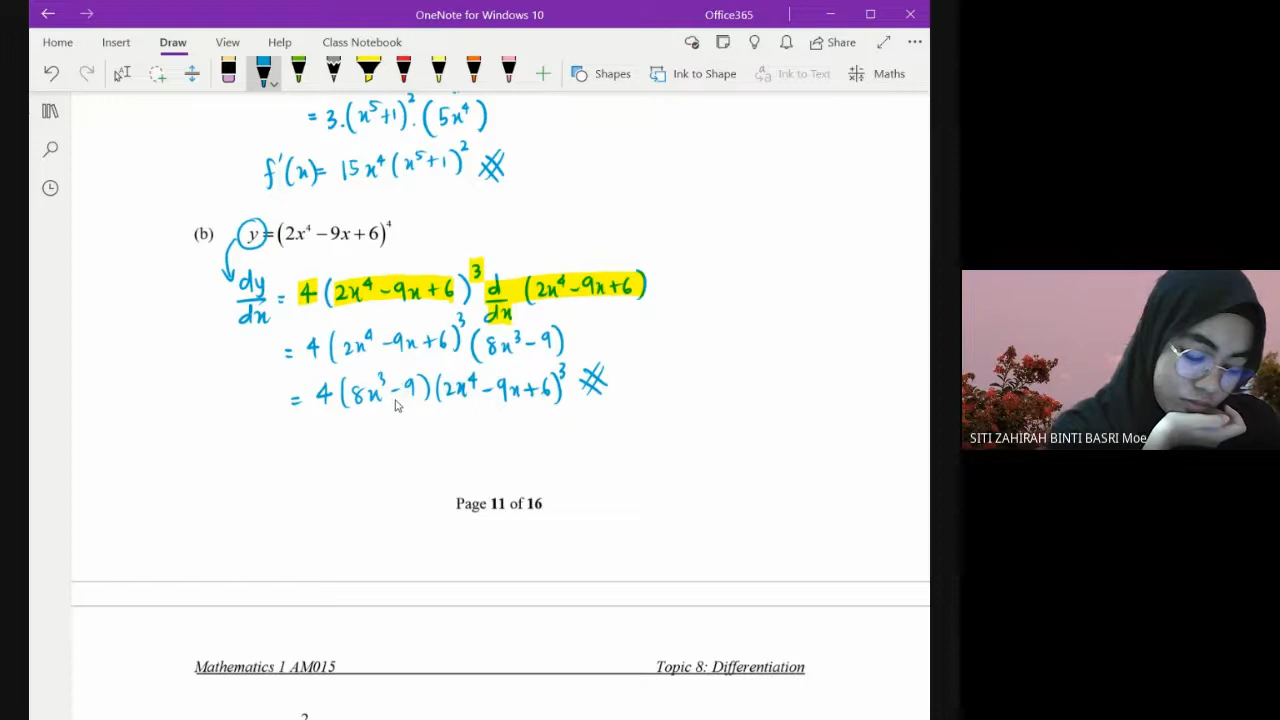 OneNote for Windows 10
Office365
Home Insert Draw View Help Class Notebook
Share
Shapes Ink to Shape Ink to Text Maths
= 3.(x⁵+1)².(5x⁴)
f'(x)= 15x⁴(x⁵+1)²
(b) y=(2x⁴−9x+6)⁴
dy/dx = 4(2x⁴−9x+6)³ d/dx (2x⁴−9x+6)
= 4(2x⁴−9x+6)³(8x³−9)
= 4(8x³−9)(2x⁴−9x+6)³
SITI ZAHIRAH BINTI BASRI Moe
Page 11 of 16
Mathematics 1 AM015 Topic 8: Differentiation
2